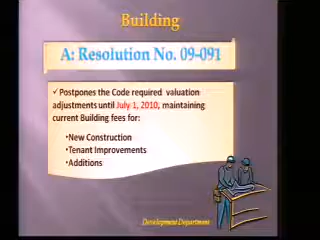 Building
A: Resolution No. 09-091
✓ Postpones the Code required valuation
adjustments until July 1, 2010, maintaining
current Building fees for:
•New Construction
•Tenant Improvements
•Additions
Development Department